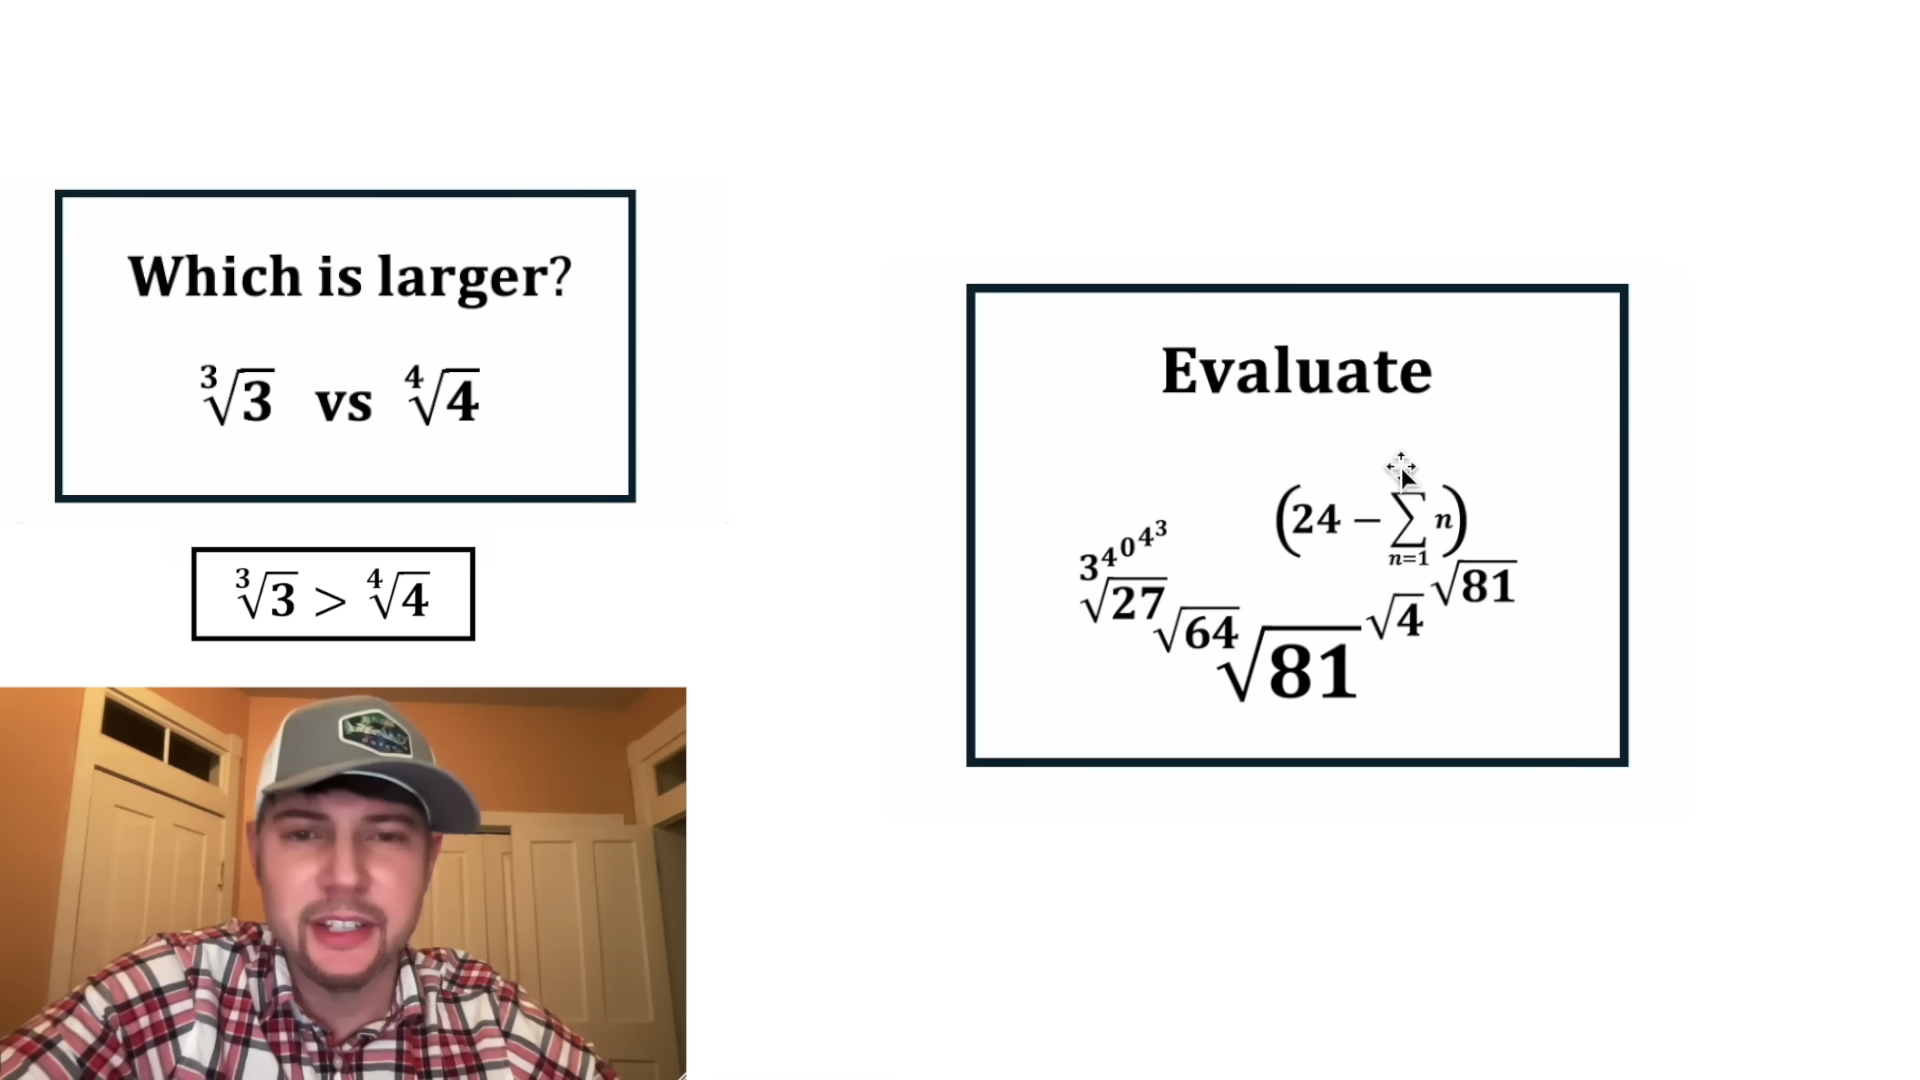 Which is larger?
∛3 vs ∜4
∛3 > ∜4
Evaluate
(24 − ∑ n)
n=1
3^4^0^4^3
√27 √64 √81 √4 √81